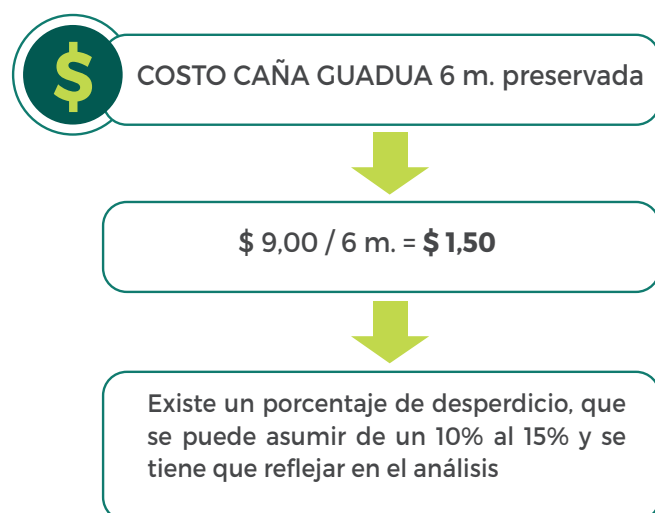 $
COSTO CAÑA GUADUA 6 m. preservada
$ 9,00 / 6 m. = $ 1,50
Existe un porcentaje de desperdicio, que
se puede asumir de un 10% al 15% y se
tiene que reflejar en el análisis